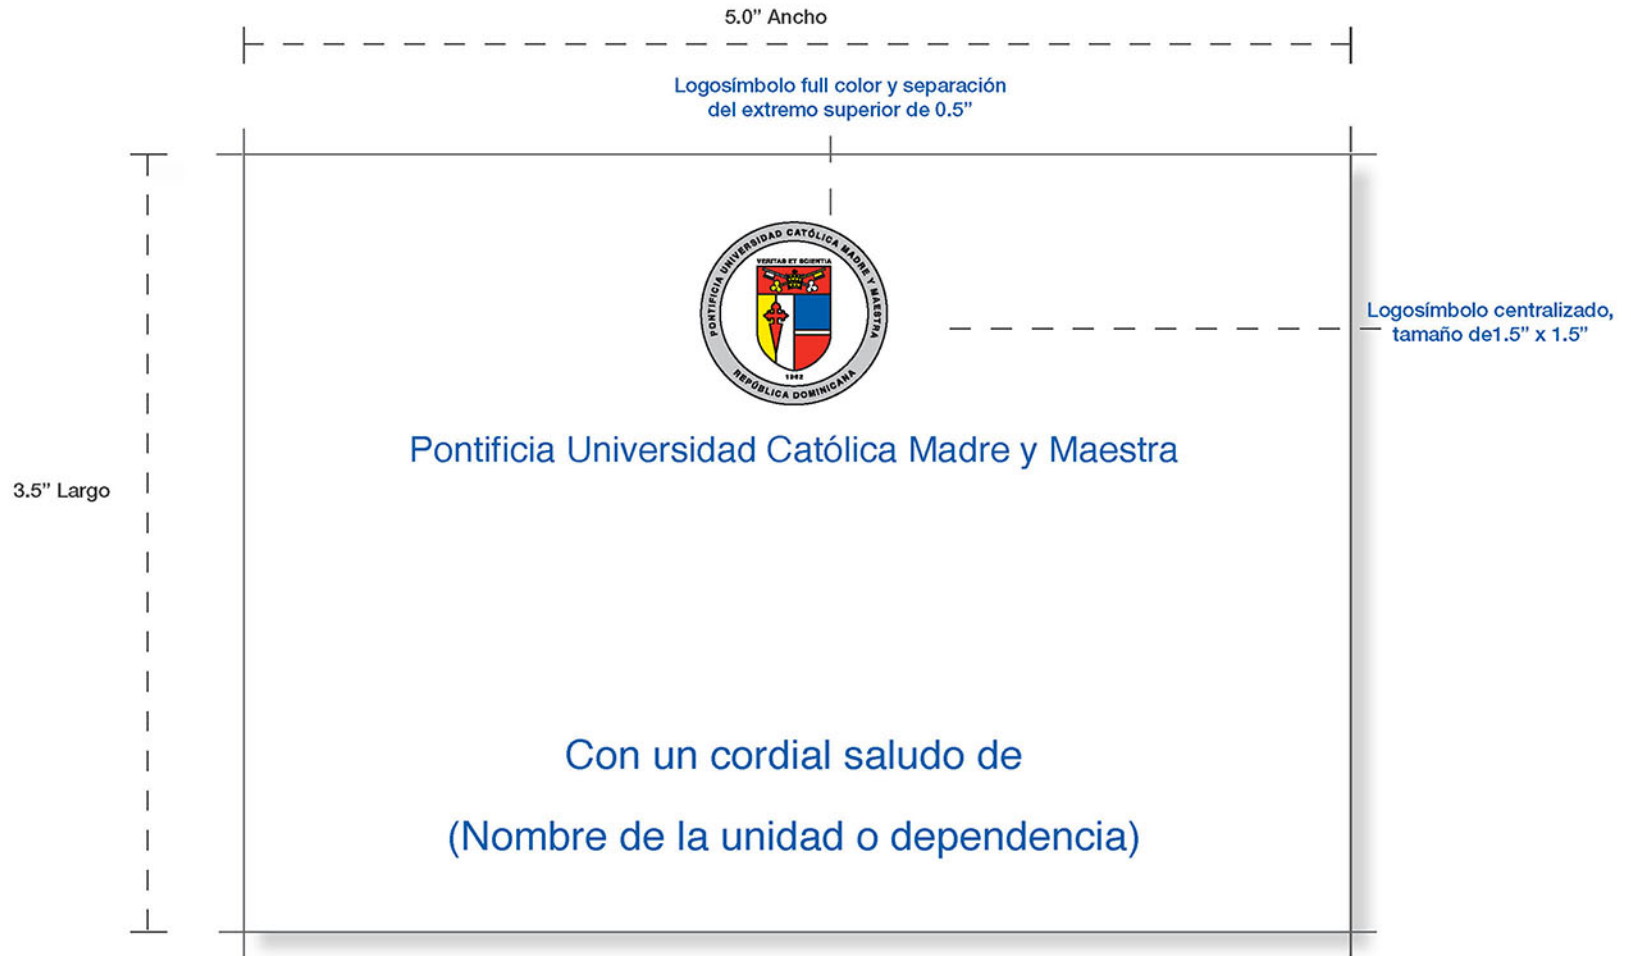 5.0” Ancho
Logosímbolo full color y separación
del extremo superior de 0.5”
PONTIFICIA UNIVERSIDAD CATÓLICA MADRE Y MAESTRA
VERITAS ET SCIENTIA
1962
REPÚBLICA DOMINICANA
Logosímbolo centralizado,
tamaño de1.5” x 1.5”
Pontificia Universidad Católica Madre y Maestra
3.5” Largo
Con un cordial saludo de
(Nombre de la unidad o dependencia)